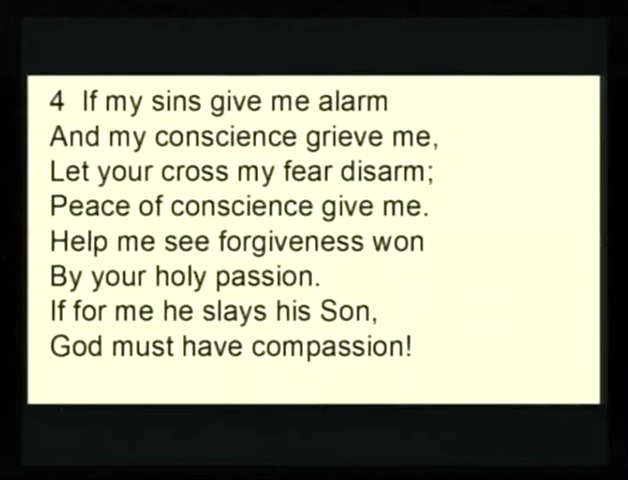 4 If my sins give me alarm
And my conscience grieve me,
Let your cross my fear disarm;
Peace of conscience give me.
Help me see forgiveness won
By your holy passion.
If for me he slays his Son,
God must have compassion!